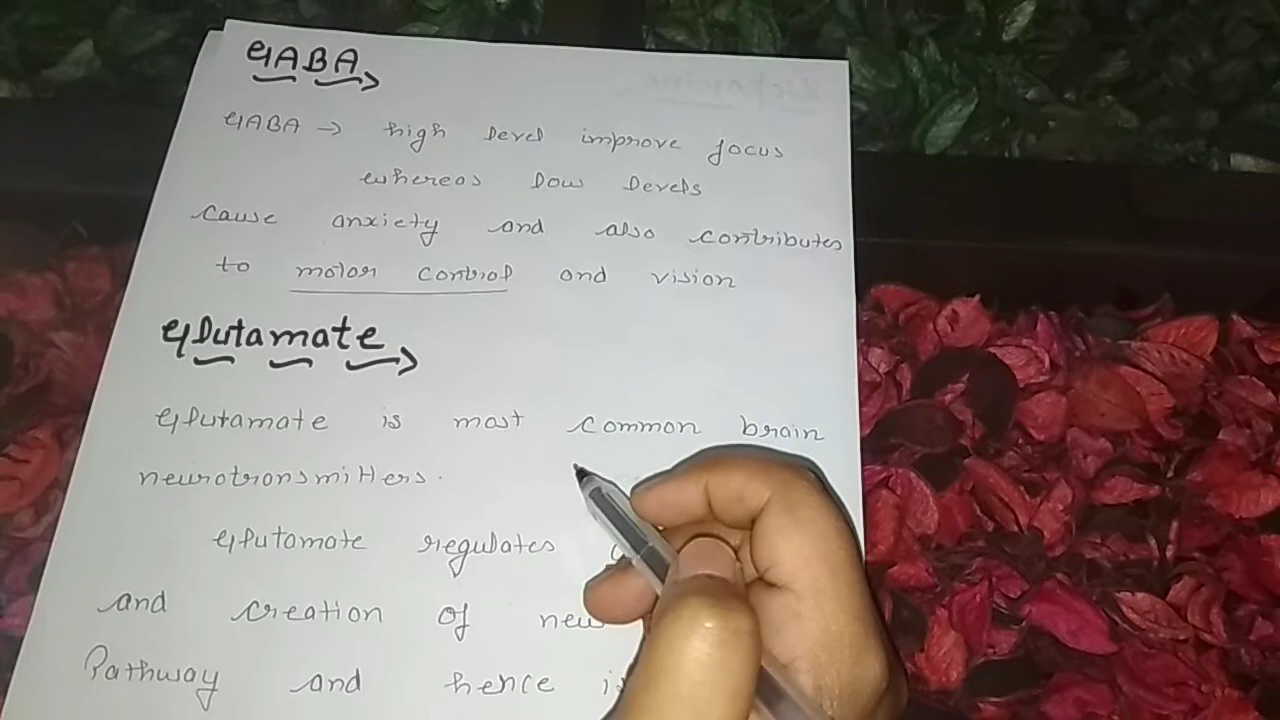 GABA
GABA → high level improve focus
whereas low levels
cause anxiety and also contributes
to motor control and vision
Glutamate
Glutamate is most common brain
neurotransmitters.
Glutamate regulates
and creation of new
Pathway and hence